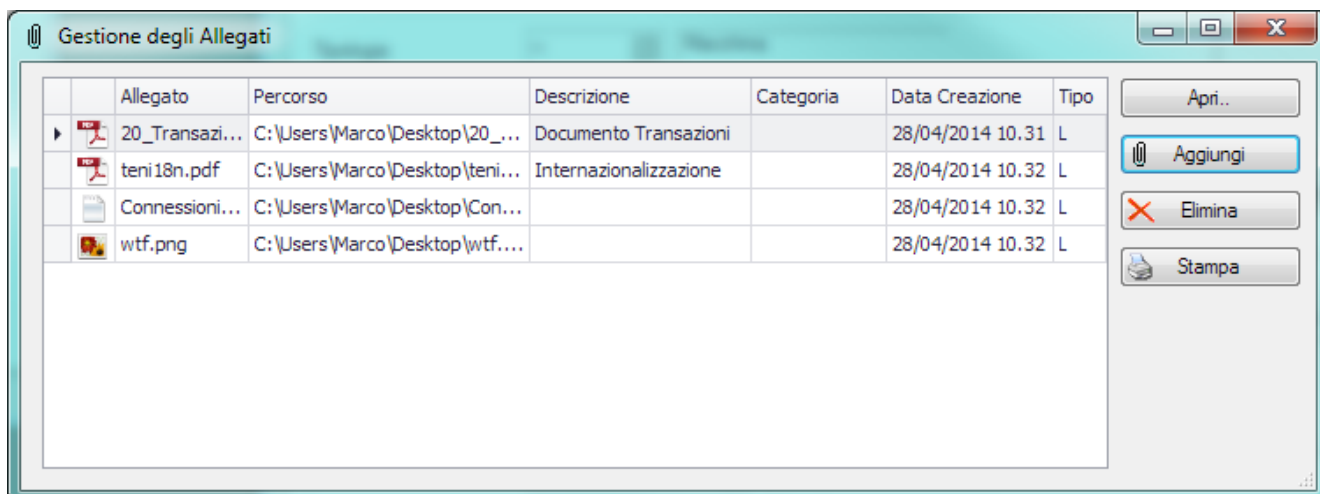 Gestione degli Allegati
Allegato Percorso Descrizione Categoria Data Creazione Tipo
20_Transazi... C:\Users\Marco\Desktop\20_... Documento Transazioni 28/04/2014 10.31 L
teni18n.pdf C:\Users\Marco\Desktop\teni... Internazionalizzazione 28/04/2014 10.32 L
Connessioni... C:\Users\Marco\Desktop\Con... 28/04/2014 10.32 L
wtf.png C:\Users\Marco\Desktop\wtf.... 28/04/2014 10.32 L
Apri..
Aggiungi
Elimina
Stampa